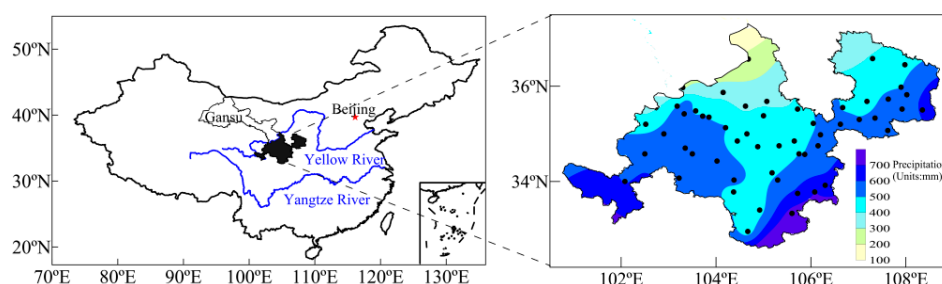 50ºN
40ºN
30ºN
20ºN
70ºE
80ºE
90ºE
100ºE
110ºE
120ºE
130ºE
Gansu
Beijing
Yellow River
Yangtze River
36ºN
34ºN
102ºE
104ºE
106ºE
108ºE
700 Precipitation
600 (Units:mm)
500
400
300
200
100